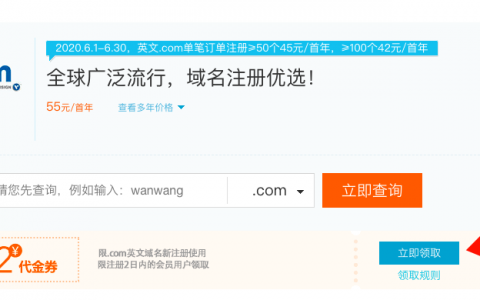 2020.6.1-6.30，英文.com单笔订单注册≥50个45元/首年，≥100个42元/首年
全球广泛流行，域名注册优选！
55元/首年 查看多年价格
请您先查询，例如输入：wanwang .com 立即查询
2¥代金券
限.com英文域名新注册使用
限注册2日内的会员用户领取
立即领取
领取规则